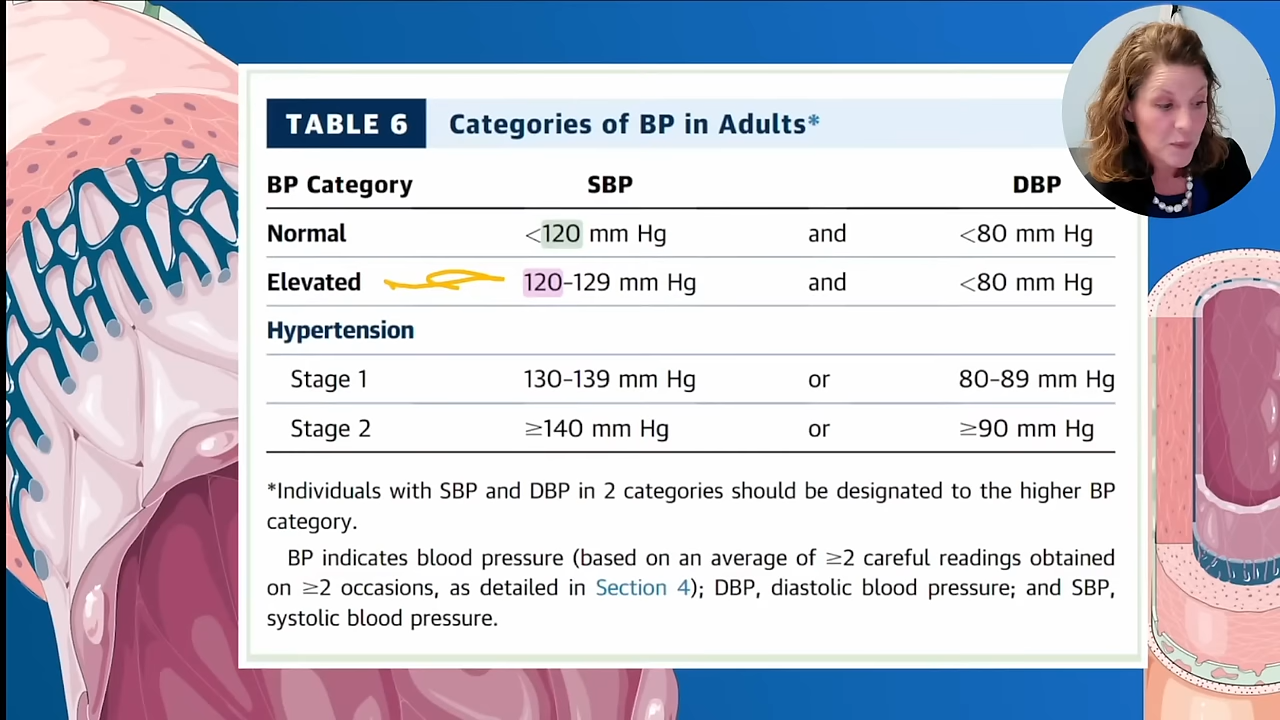 TABLE 6 Categories of BP in Adults*
BP Category SBP DBP
Normal <120 mm Hg and <80 mm Hg
Elevated 120–129 mm Hg and <80 mm Hg
Hypertension
Stage 1 130–139 mm Hg or 80–89 mm Hg
Stage 2 ≥140 mm Hg or ≥90 mm Hg
*Individuals with SBP and DBP in 2 categories should be designated to the higher BP
category.
BP indicates blood pressure (based on an average of ≥2 careful readings obtained
on ≥2 occasions, as detailed in Section 4); DBP, diastolic blood pressure; and SBP,
systolic blood pressure.